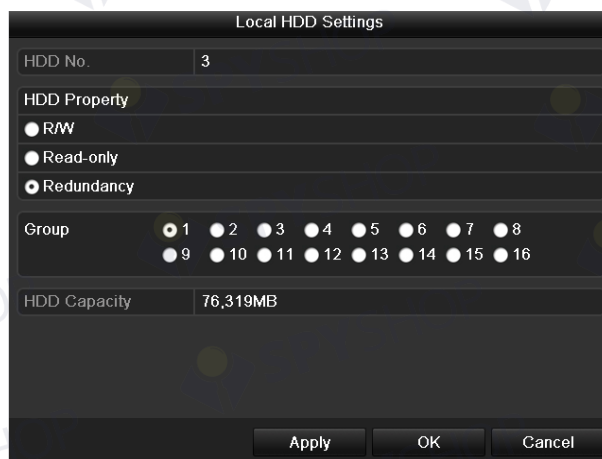 Local HDD Settings
HDD No. 3
HDD Property
R/W
Read-only
Redundancy
Group 1 2 3 4 5 6 7 8
9 10 11 12 13 14 15 16
HDD Capacity 76,319MB
Apply OK Cancel